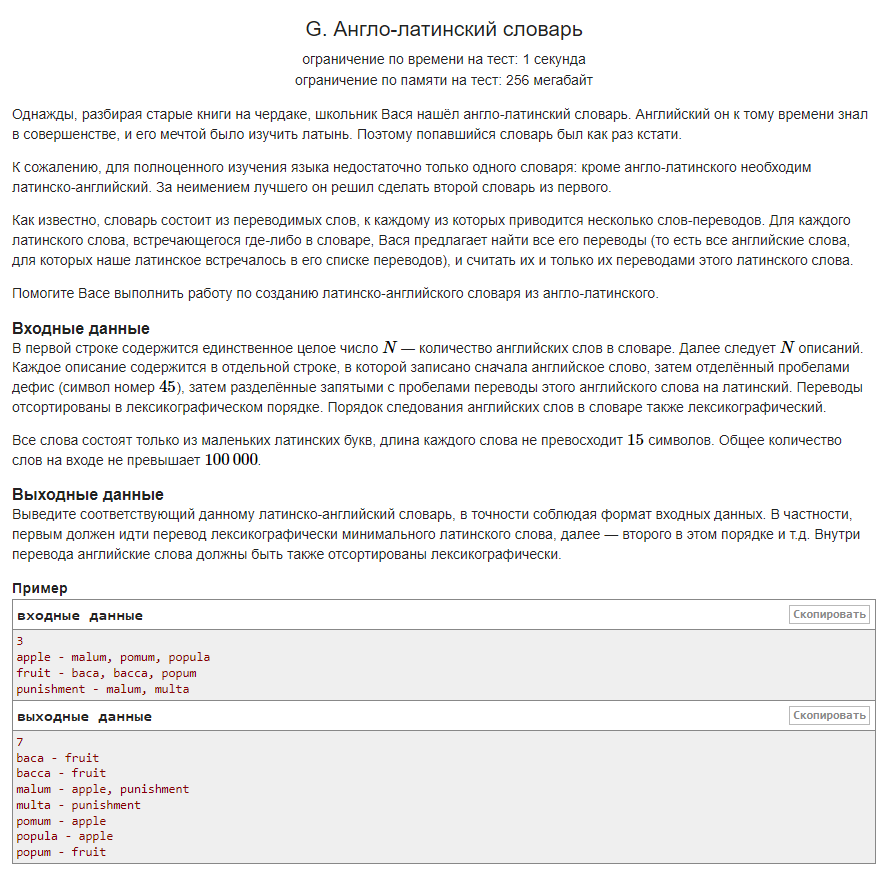 G. Англо-латинский словарь
ограничение по времени на тест: 1 секунда
ограничение по памяти на тест: 256 мегабайт
Однажды, разбирая старые книги на чердаке, школьник Вася нашёл англо-латинский словарь. Английский он к тому времени знал
в совершенстве, и его мечтой было изучить латынь. Поэтому попавшийся словарь был как раз кстати.
К сожалению, для полноценного изучения языка недостаточно только одного словаря: кроме англо-латинского необходим
латинско-английский. За неимением лучшего он решил сделать второй словарь из первого.
Как известно, словарь состоит из переводимых слов, к каждому из которых приводится несколько слов-переводов. Для каждого
латинского слова, встречающегося где-либо в словаре, Вася предлагает найти все его переводы (то есть все английские слова,
для которых наше латинское встречалось в его списке переводов), и считать их и только их переводами этого латинского слова.
Помогите Васе выполнить работу по созданию латинско-английского словаря из англо-латинского.
Входные данные
В первой строке содержится единственное целое число N — количество английских слов в словаре. Далее следует N описаний.
Каждое описание содержится в отдельной строке, в которой записано сначала английское слово, затем отделённый пробелами
дефис (символ номер 45), затем разделённые запятыми с пробелами переводы этого английского слова на латинский. Переводы
отсортированы в лексикографическом порядке. Порядок следования английских слов в словаре также лексикографический.
Все слова состоят только из маленьких латинских букв, длина каждого слова не превосходит 15 символов. Общее количество
слов на входе не превышает 100 000.
Выходные данные
Выведите соответствующий данному латинско-английский словарь, в точности соблюдая формат входных данных. В частности,
первым должен идти перевод лексикографически минимального латинского слова, далее — второго в этом порядке и т.д. Внутри
перевода английские слова должны быть также отсортированы лексикографически.
Пример
входные данные Скопировать
3
apple - malum, pomum, popula
fruit - baca, bacca, popum
punishment - malum, multa
выходные данные Скопировать
7
baca - fruit
bacca - fruit
malum - apple, punishment
multa - punishment
pomum - apple
popula - apple
popum - fruit